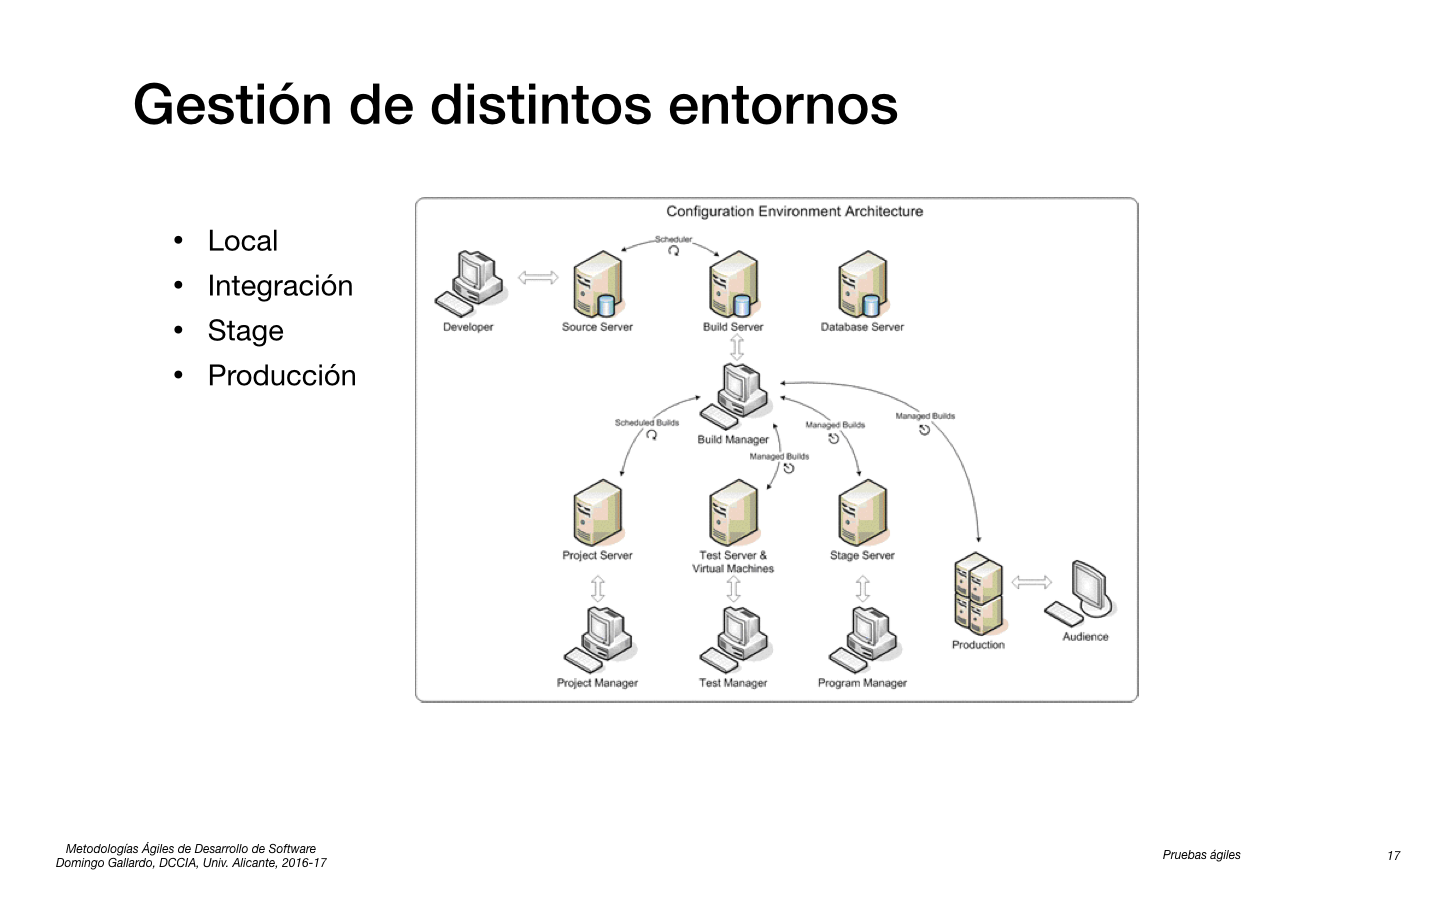 Gestión de distintos entornos
• Local
• Integración
• Stage
• Producción
Configuration Environment Architecture
Scheduler
Developer
Source Server
Build Server
Database Server
Build Manager
Scheduled Builds
Managed Builds
Managed Builds
Managed Builds
Project Server
Test Server &
Virtual Machines
Stage Server
Production
Audience
Project Manager
Test Manager
Program Manager
Metodologías Ágiles de Desarrollo de Software
Domingo Gallardo, DCCIA, Univ. Alicante, 2016-17
Pruebas ágiles
17